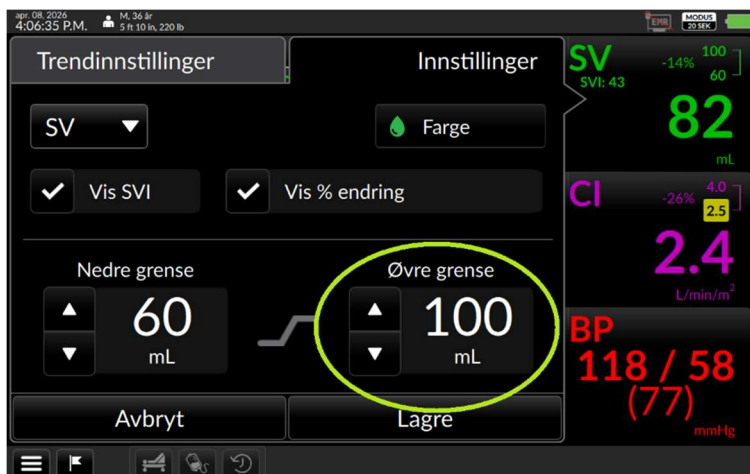 apr. 08, 2026
4:06:35 P.M.
M, 36 år
5 ft 10 in, 220 lb
EMR
MODUS
20 SEK
Trendinnstillinger
Innstillinger
SV
Farge
Vis SVI
Vis % endring
Nedre grense
Øvre grense
60
100
mL
mL
Avbryt
Lagre
SV
SVI: 43
-14%
100
60
82
mL
CI
-26%
4.0
2.5
2.4
L/min/m²
BP
118 / 58
(77)
mmHg